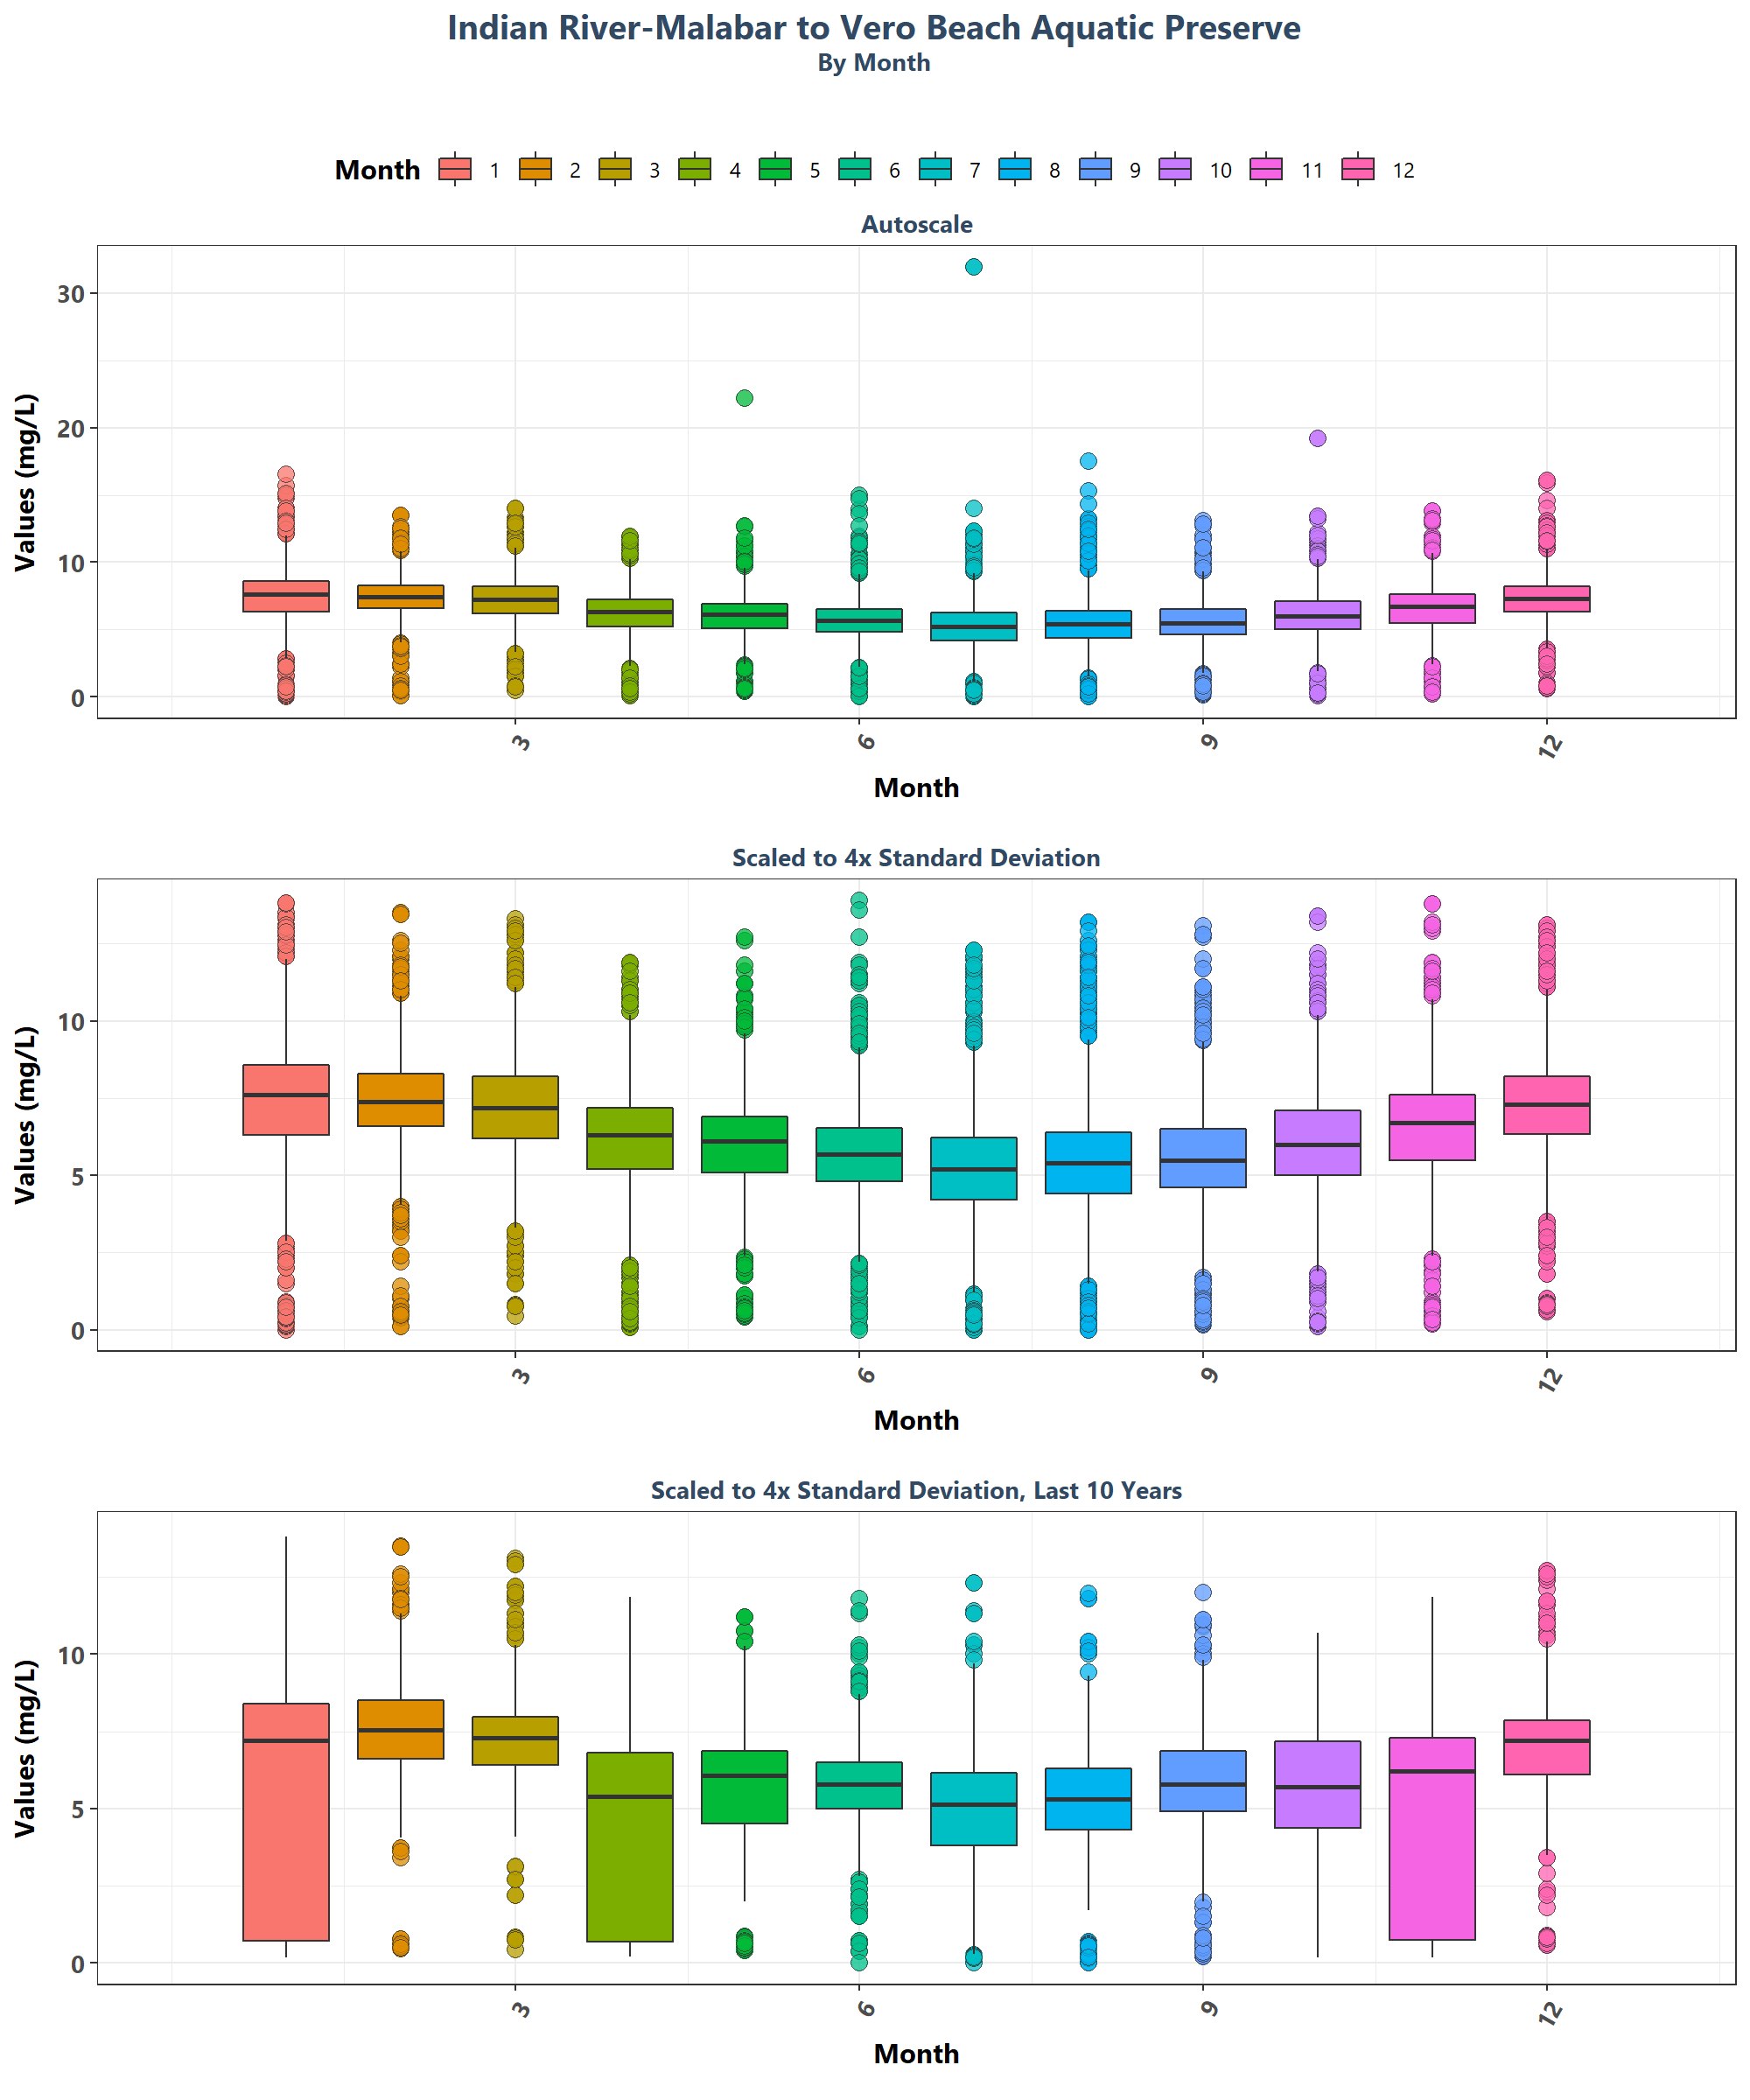 Indian River-Malabar to Vero Beach Aquatic Preserve
By Month
Month 1 2 3 4 5 6 7 8 9 10 11 12
Autoscale
Values (mg/L)
30
20
10
0
3 6 9 12
Month
Scaled to 4x Standard Deviation
Values (mg/L)
10
5
0
3 6 9 12
Month
Scaled to 4x Standard Deviation, Last 10 Years
Values (mg/L)
10
5
0
3 6 9 12
Month